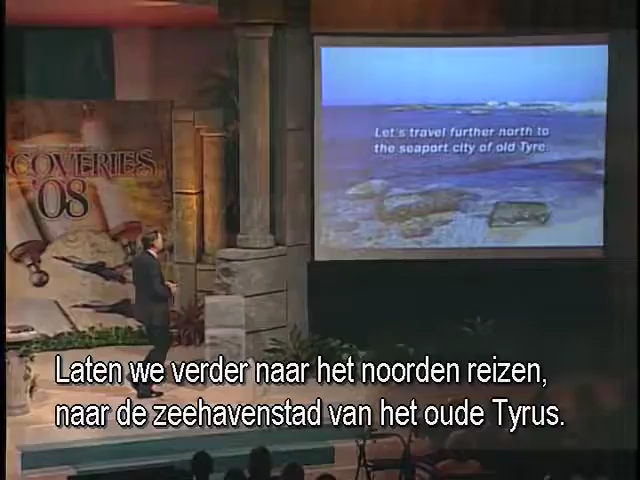 COVERIES
'08
Let's travel further north to
the seaport city of old Tyre.
Laten we verder naar het noorden reizen,
naar de zeehavenstad van het oude Tyrus.